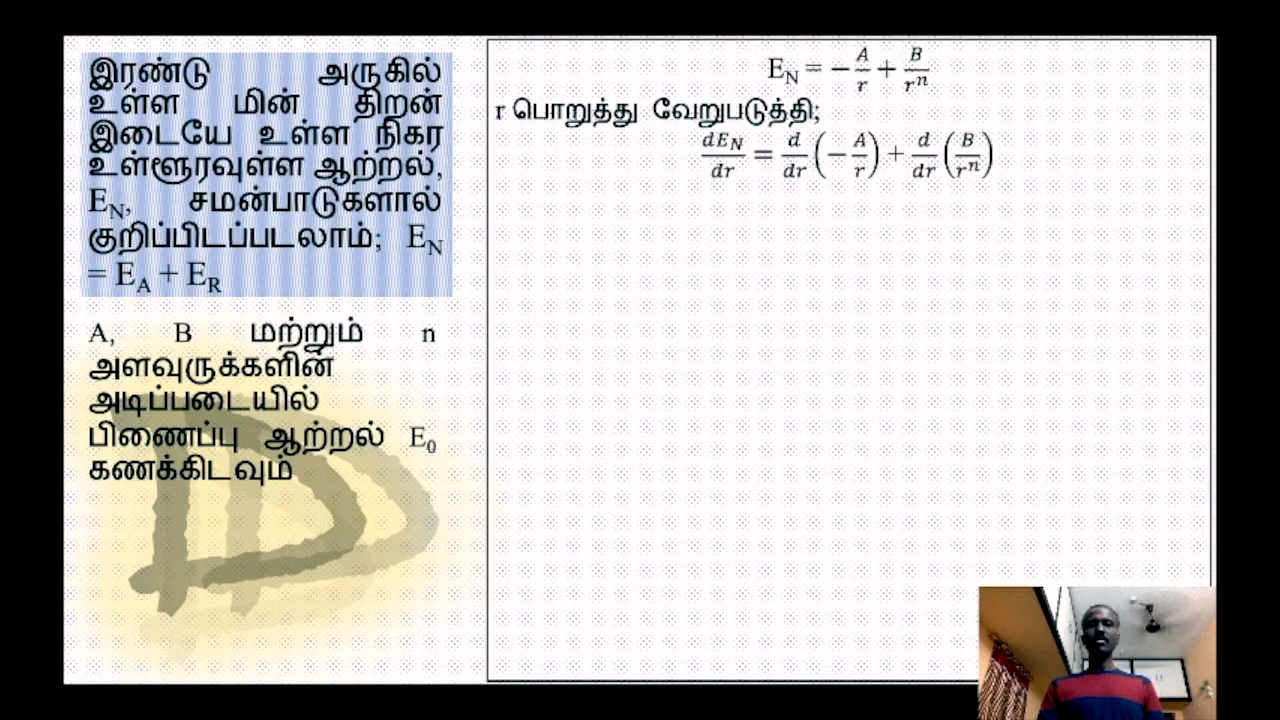 இரண்டு அருகில்
உள்ள மின் திறன்
இடையே உள்ள நிகர
உள்ளூரவுள்ள ஆற்றல்,
E_N, சமன்பாடுகளால்
குறிப்பிடப்படலாம்; E_N
= E_A + E_R
A, B மற்றும் n
அளவுருக்களின்
அடிப்படையில்
பிணைப்பு ஆற்றல் E_0
கணக்கிடவும்
E_N = −A/r + B/r^n
r பொறுத்து வேறுபடுத்தி;
dE_N/dr = d/dr(−A/r) + d/dr(B/r^n)